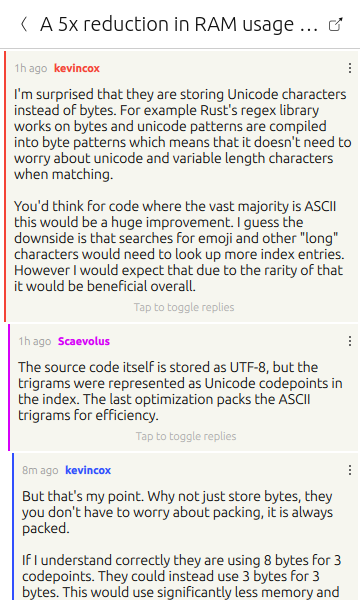 A 5x reduction in RAM usage ...
1h ago kevincox
I'm surprised that they are storing Unicode characters
instead of bytes. For example Rust's regex library
works on bytes and unicode patterns are compiled
into byte patterns which means that it doesn't need to
worry about unicode and variable length characters
when matching.
You'd think for code where the vast majority is ASCII
this would be a huge improvement. I guess the
downside is that searches for emoji and other "long"
characters would need to look up more index entries.
However I would expect that due to the rarity of that
it would be beneficial overall.
Tap to toggle replies
1h ago Scaevolus
The source code itself is stored as UTF-8, but the
trigrams were represented as Unicode codepoints in
the index. The last optimization packs the ASCII
trigrams for efficiency.
Tap to toggle replies
8m ago kevincox
But that's my point. Why not just store bytes, they
you don't have to worry about packing, it is always
packed.
If I understand correctly they are using 8 bytes for 3
codepoints. They could instead use 3 bytes for 3
bytes. This would use significantly less memory and